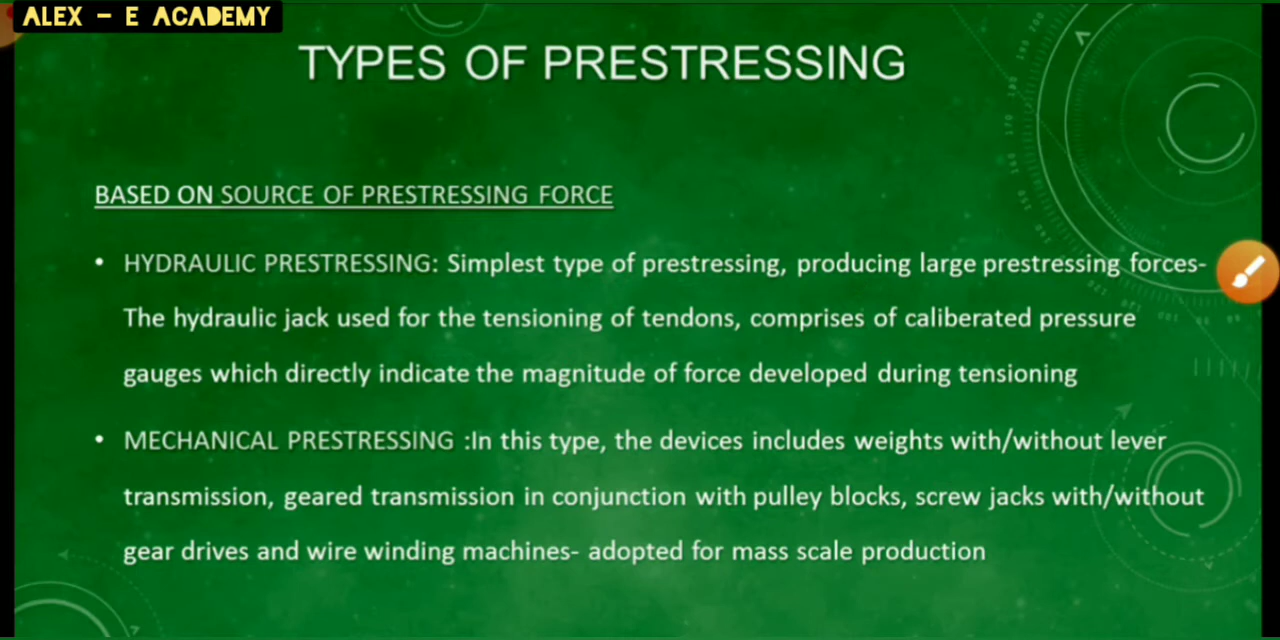 ALEX - E ACADEMY
TYPES OF PRESTRESSING
BASED ON SOURCE OF PRESTRESSING FORCE
• HYDRAULIC PRESTRESSING: Simplest type of prestressing, producing large prestressing forces-
The hydraulic jack used for the tensioning of tendons, comprises of caliberated pressure
gauges which directly indicate the magnitude of force developed during tensioning
• MECHANICAL PRESTRESSING :In this type, the devices includes weights with/without lever
transmission, geared transmission in conjunction with pulley blocks, screw jacks with/without
gear drives and wire winding machines- adopted for mass scale production